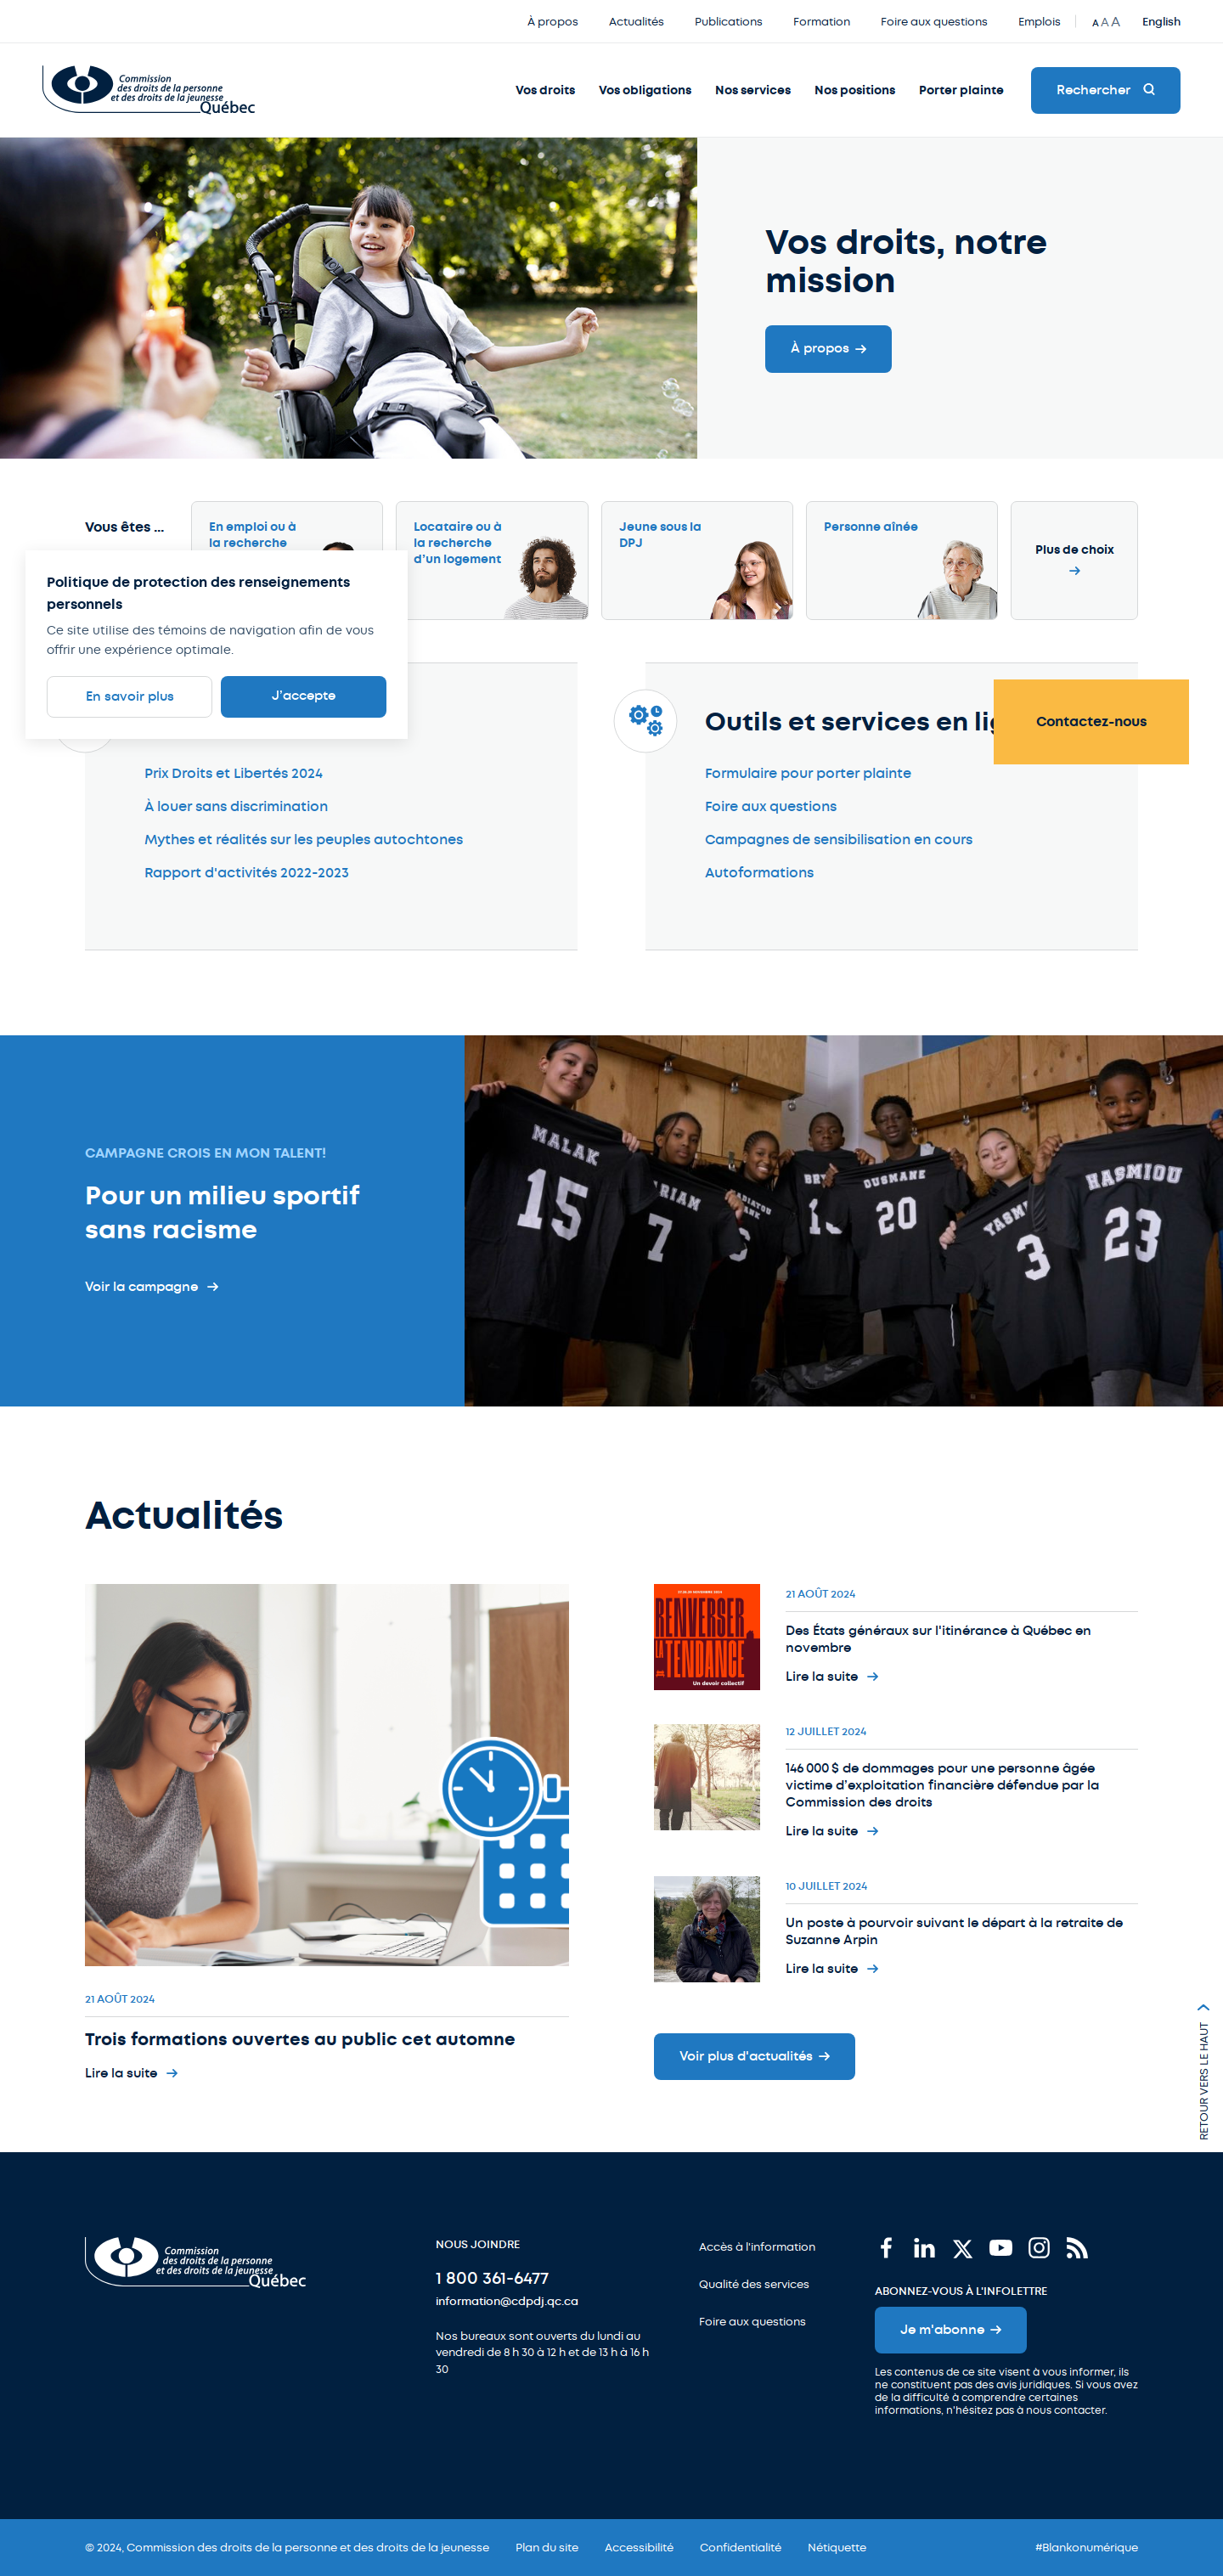 À propos
Actualités
Publications
Formation
Foire aux questions
Emplois
A A A
English
Commission
des droits de la personne
et des droits de la jeunesse
Québec
Vos droits
Vos obligations
Nos services
Nos positions
Porter plainte
Rechercher
Vos droits, notre
mission
À propos
Vous êtes ...
En emploi ou à
la recherche
Locataire ou à
la recherche
d'un logement
Jeune sous la
DPJ
Personne aînée
Plus de choix
Politique de protection des renseignements
personnels
Ce site utilise des témoins de navigation afin de vous
offrir une expérience optimale.
En savoir plus
J'accepte
Prix Droits et Libertés 2024
À louer sans discrimination
Mythes et réalités sur les peuples autochtones
Rapport d'activités 2022-2023
Outils et services en
Contactez-nous
Formulaire pour porter plainte
Foire aux questions
Campagnes de sensibilisation en cours
Autoformations
CAMPAGNE CROIS EN MON TALENT!
Pour un milieu sportif
sans racisme
Voir la campagne
MALAK
15
7
OUSMANE
20
3
HASMIOU
23
Actualités
21 AOÛT 2024
Trois formations ouvertes au public cet automne
Lire la suite
RENVERSER
LA TENDANCE
Un devoir collectif
21 AOÛT 2024
Des États généraux sur l'itinérance à Québec en
novembre
Lire la suite
12 JUILLET 2024
146 000 $ de dommages pour une personne âgée
victime d'exploitation financière défendue par la
Commission des droits
Lire la suite
10 JUILLET 2024
Un poste à pourvoir suivant le départ à la retraite de
Suzanne Arpin
Lire la suite
Voir plus d'actualités
RETOUR VERS LE HAUT
Commission
des droits de la personne
et des droits de la jeunesse
Québec
NOUS JOINDRE
1 800 361-6477
information@cdpdj.qc.ca
Nos bureaux sont ouverts du lundi au
vendredi de 8 h 30 à 12 h et de 13 h à 16 h
30
Accès à l'information
Qualité des services
Foire aux questions
ABONNEZ-VOUS À L'INFOLETTRE
Je m'abonne
Les contenus de ce site visent à vous informer, ils
ne constituent pas des avis juridiques. Si vous avez
de la difficulté à comprendre certaines
informations, n'hésitez pas à nous contacter.
© 2024, Commission des droits de la personne et des droits de la jeunesse
Plan du site
Accessibilité
Confidentialité
Nétiquette
#Blankonumérique